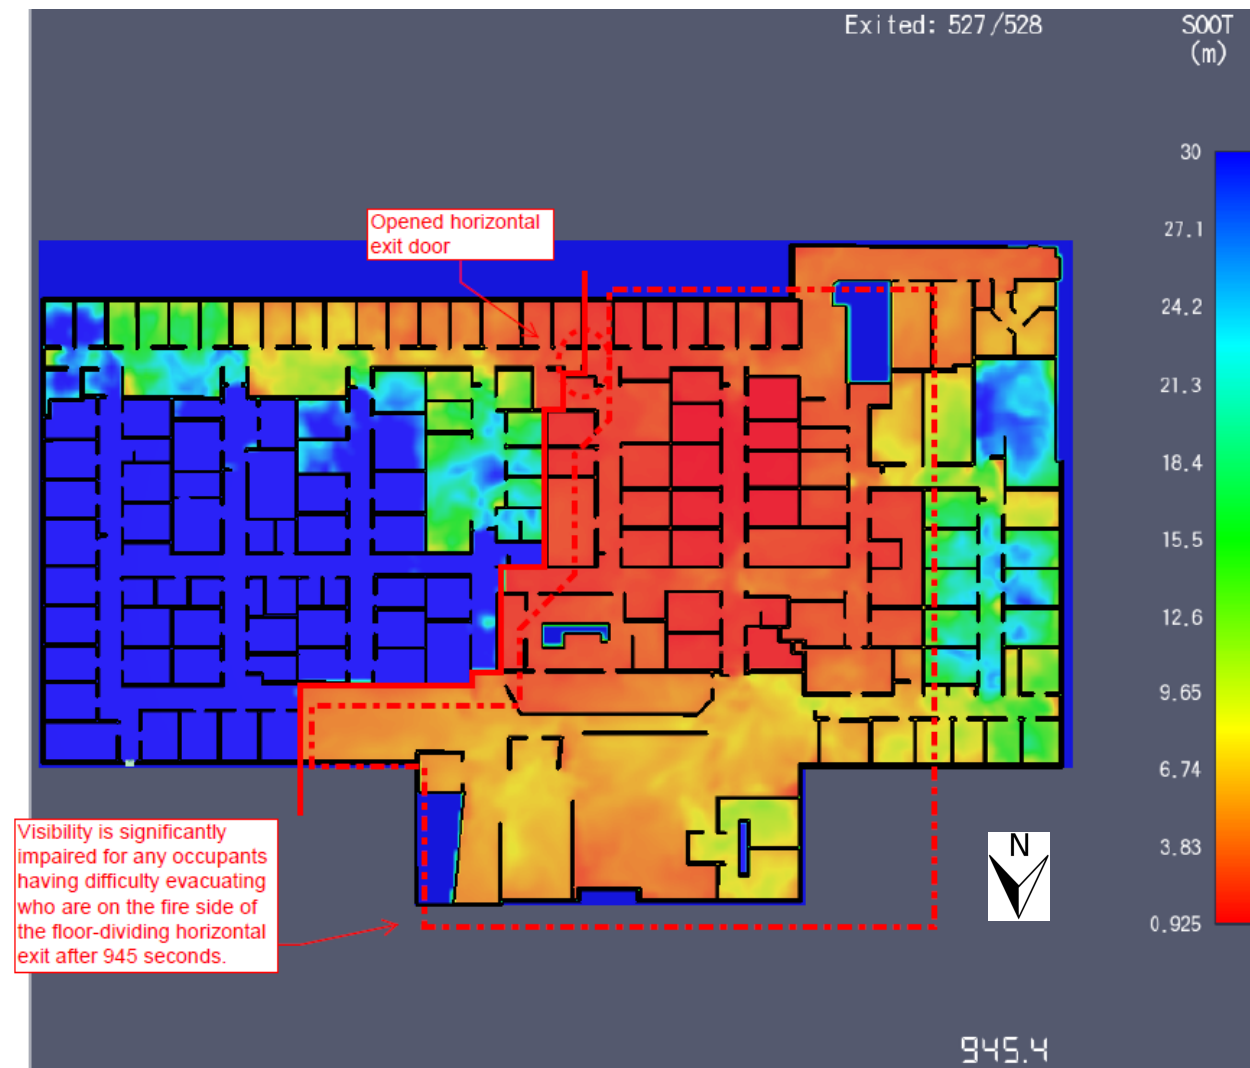 Exited: 527/528
SOOT
(m)
30
27.1
24.2
21.3
18.4
15.5
12.6
9.65
6.74
3.83
0.925
Opened horizontal
exit door
Visibility is significantly
impaired for any occupants
having difficulty evacuating
who are on the fire side of
the floor-dividing horizontal
exit after 945 seconds.
N
945.4